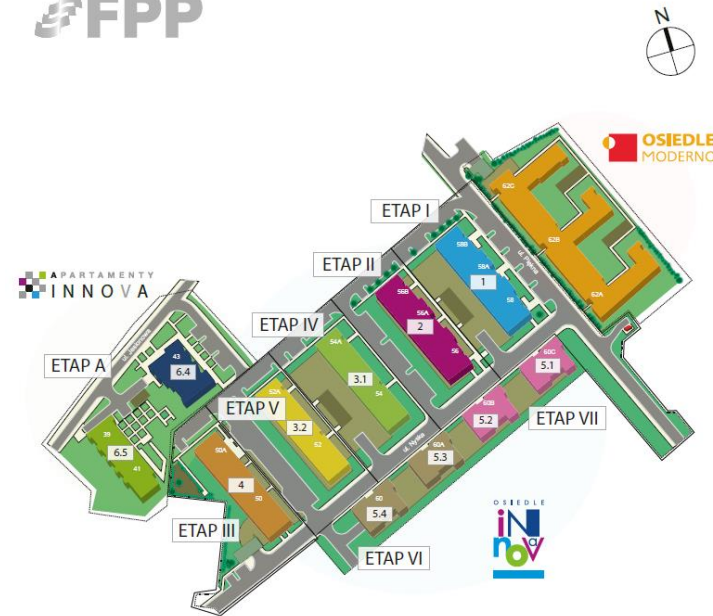 FPP
N
OSIEDLE
MODERNO
62C
62B
62A
ul. Piękna
ETAP I
58B
58A
1
58
ETAP II
56B
56A
2
56
APARTAMENTY
INNOVA
ETAP IV
54A
3.1
54
60C
5.1
ETAP A
43
6.4
ETAP V
52A
3.2
52
60B
5.2
ETAP VII
39
6.5
41
50A
4
50
ul. Nyska
60A
5.3
60
5.4
ETAP III
ETAP VI
OSIEDLE
iNNova